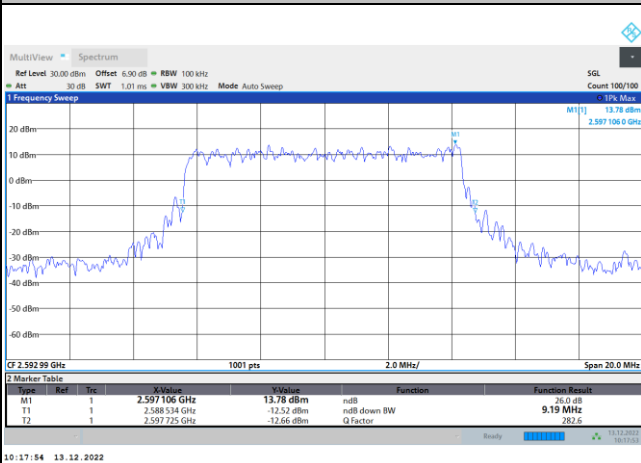 MultiView Spectrum
Ref Level 30.00 dBm Offset 6.90 dB RBW 100 kHz SGL
Att 30 dB SWT 1.01 ms VBW 300 kHz Mode Auto Sweep Count 100/100
1 Frequency Sweep 1Pk Max
M1[1] 13.78 dBm
2.597 106 0 GHz
M1
20 dBm
10 dBm
0 dBm
T1 T2
-10 dBm
-20 dBm
-30 dBm
-40 dBm
-50 dBm
-60 dBm
CF 2.592 99 GHz 1001 pts 2.0 MHz/ Span 20.0 MHz
2 Marker Table
Type Ref Trc X-Value Y-Value Function Function Result
M1 1 2.597 106 GHz 13.78 dBm ndB 26.0 dB
T1 1 2.588 534 GHz -12.52 dBm ndB down BW 9.19 MHz
T2 1 2.597 725 GHz -12.66 dBm Q Factor 282.6
Ready 13.12.2022
10:17:53
10:17:54 13.12.2022